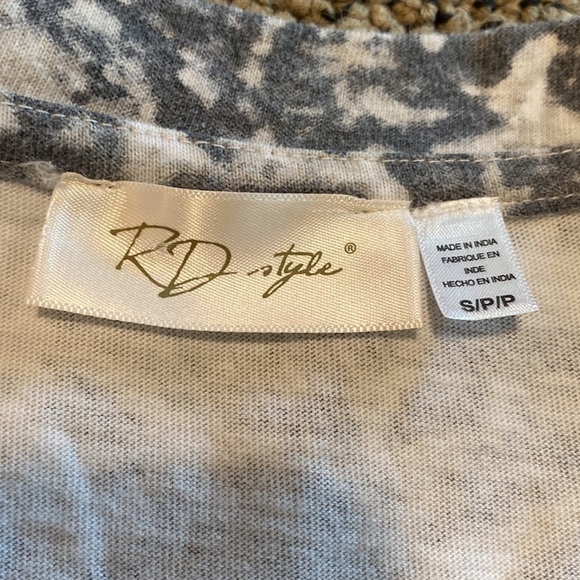 RD style®
MADE IN INDIA
FABRIQUE EN
INDE
HECHO EN INDIA
S/P/P